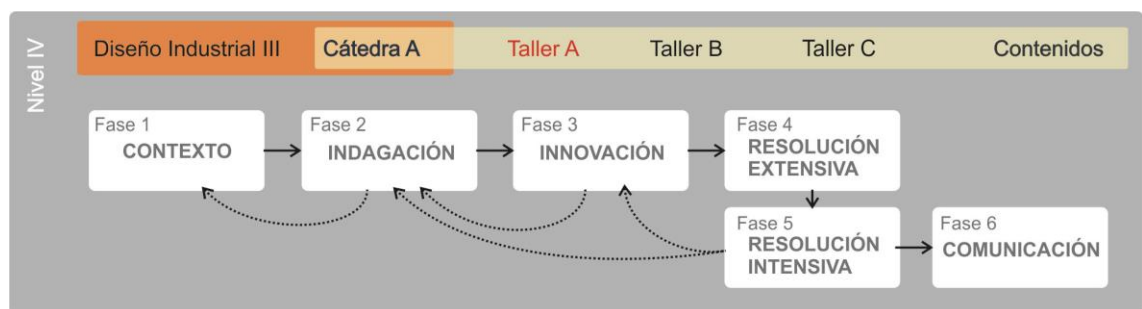 Nivel IV
Diseño Industrial III Cátedra A Taller A Taller B Taller C Contenidos
Fase 1
CONTEXTO
Fase 2
INDAGACIÓN
Fase 3
INNOVACIÓN
Fase 4
RESOLUCIÓN
EXTENSIVA
Fase 5
RESOLUCIÓN
INTENSIVA
Fase 6
COMUNICACIÓN